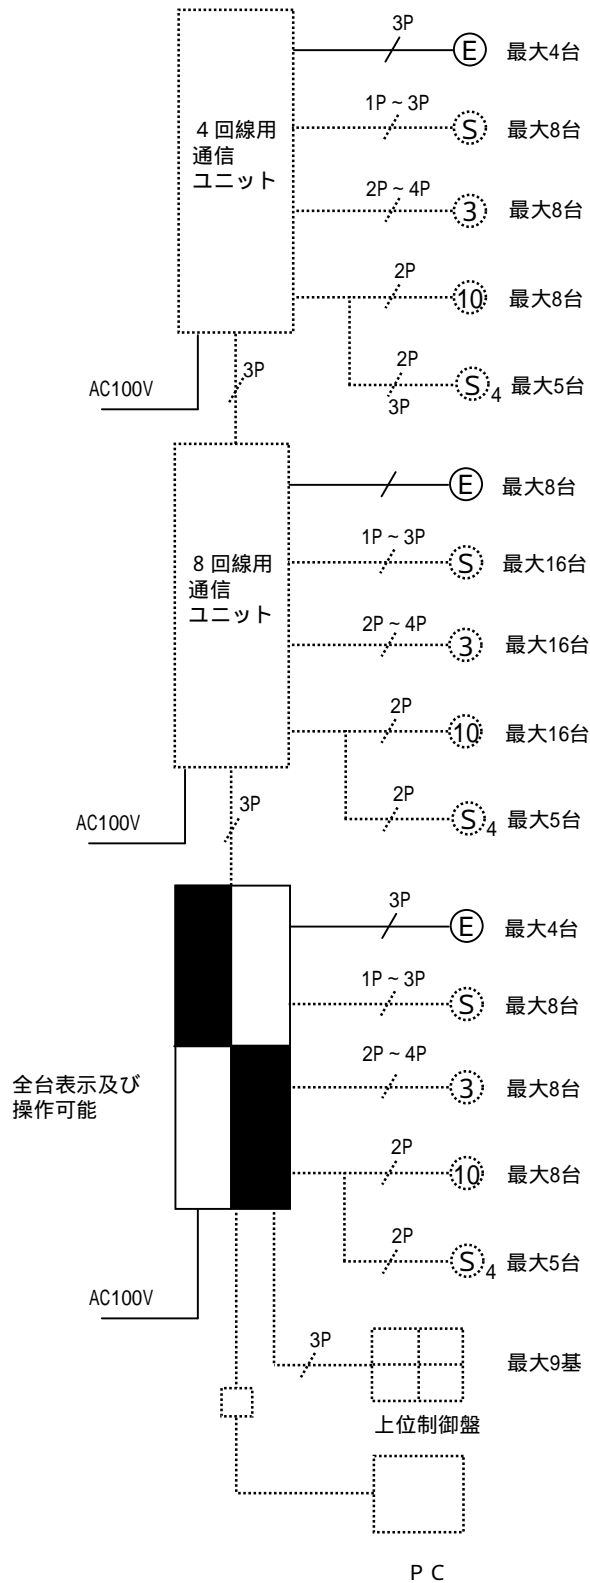 3P
E 最大4台
1P ~ 3P
S 最大8台
4 回線用
通信
ユニット
2P ~ 4P
3 最大8台
2P
10 最大8台
3P
AC100V
2P
3P
S 4 最大5台
E 最大8台
1P ~ 3P
S 最大16台
8 回線用
通信
ユニット
2P ~ 4P
3 最大16台
2P
10 最大16台
3P
AC100V
2P
S 4 最大5台
3P
E 最大4台
1P ~ 3P
S 最大8台
2P ~ 4P
3 最大8台
全台表示及び
操作可能
2P
10 最大8台
2P
S 4 最大5台
AC100V
3P
最大9基
上位制御盤
P C